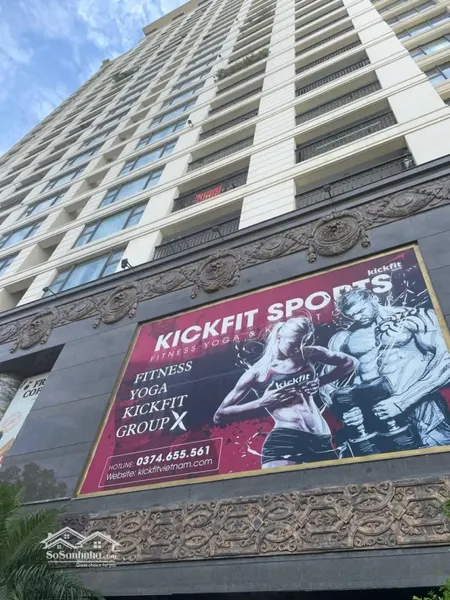 kickfit
KICKFIT SPORTS
FITNESS, YOGA & KICKFIT
FITNESS
YOGA
KICKFIT
GROUP X
kickfit
HOTLINE: 0374.655.561
Website: kickfitvietnam.com
SoSanhnha.com